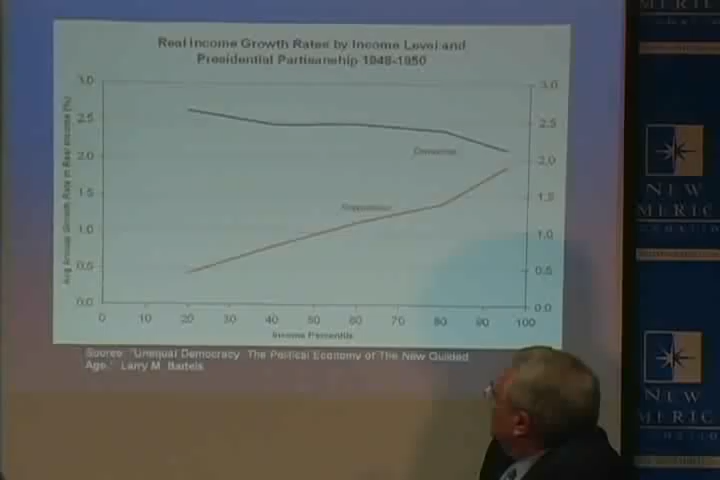 Real Income Growth Rates by Income Level and
Presidential Partisanship 1948-1950
Avg Annual Growth Rate in Real Income (%)
3.0
2.5
2.0
1.5
1.0
0.5
0.0
3.0
2.5
2.0
1.5
1.0
0.5
0.0
0 10 20 30 40 50 60 70 80 90 100
Income Percentile
Source: "Unequal Democracy: The Political Economy of The New Guilded
Age." Larry M. Bartels
NEW
MERIC
NEW
MERIC